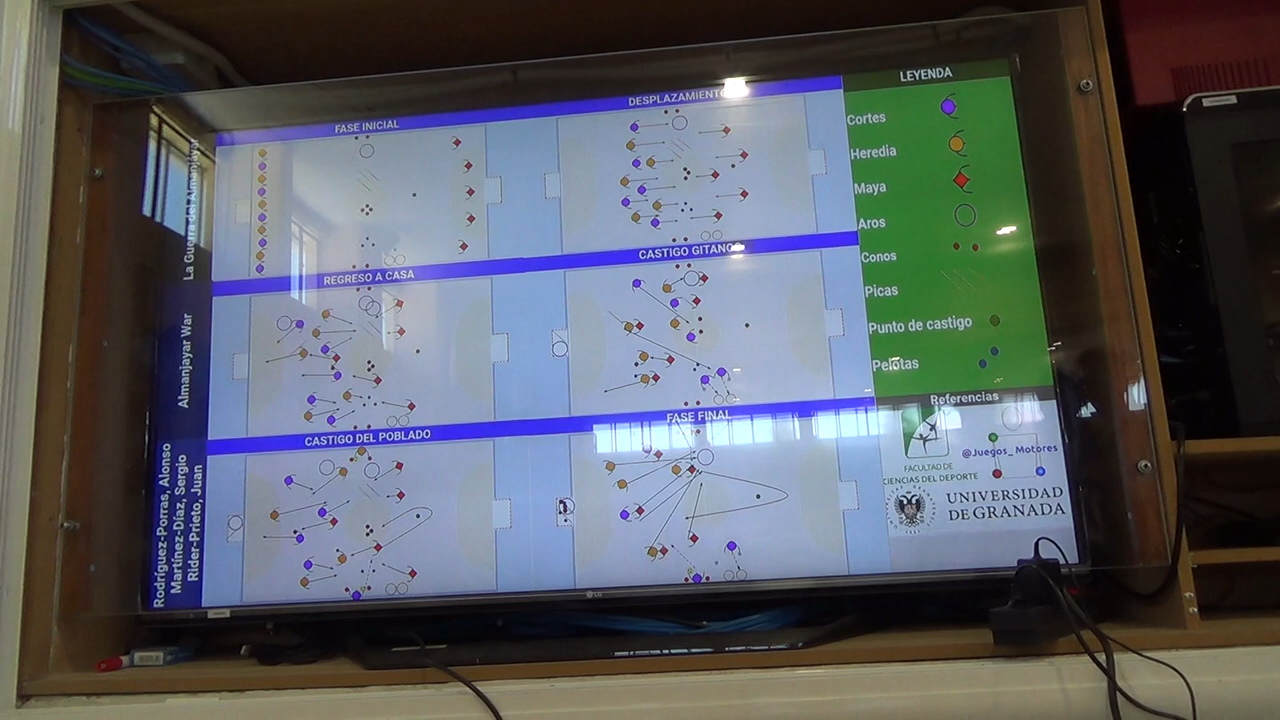 La Guerra del Almanjáyar
Almanjayar War
Rodríguez-Porras, Alonso
Martínez-Díaz, Sergio
Rider-Prieto, Juan
FASE INICIAL
DESPLAZAMIENTO
REGRESO A CASA
CASTIGO GITANO
CASTIGO DEL POBLADO
FASE FINAL
LEYENDA
Cortes
Heredia
Maya
Aros
Conos
Picas
Punto de castigo
Pelotas
Referencias
@Juegos_Motores
FACULTAD DE
CIENCIAS DEL DEPORTE
UNIVERSIDAD
DE GRANADA
LG